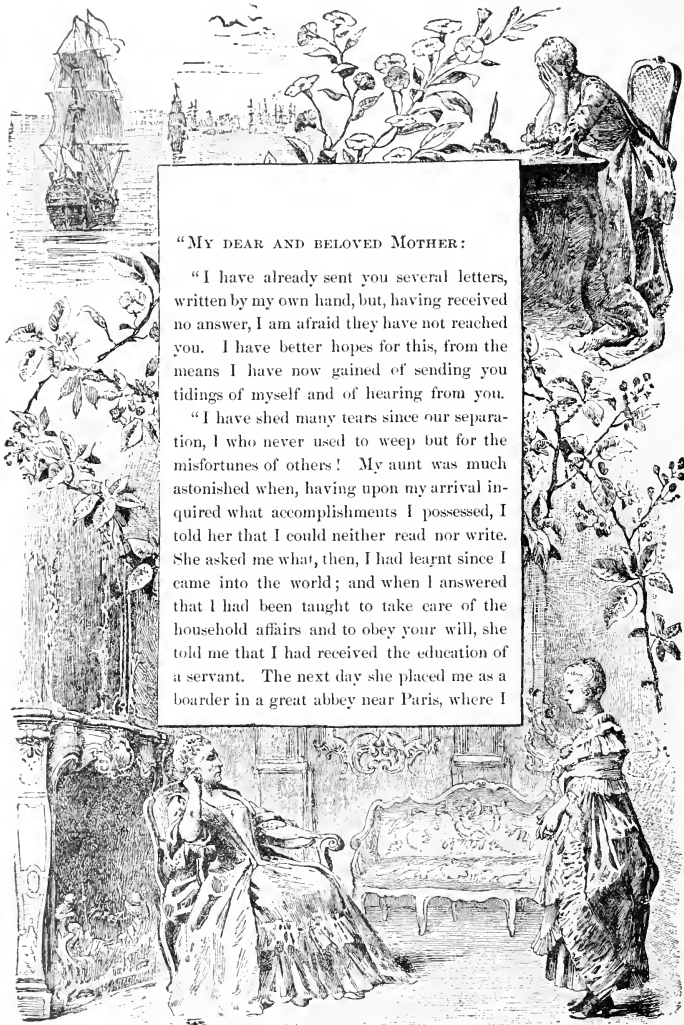 "MY DEAR AND BELOVED MOTHER:
"I have already sent you several letters,
written by my own hand, but, having received
no answer, I am afraid they have not reached
you. I have better hopes for this, from the
means I have now gained of sending you
tidings of myself and of hearing from you.
"I have shed many tears since our separa-
tion, I who never used to weep but for the
misfortunes of others! My aunt was much
astonished when, having upon my arrival in-
quired what accomplishments I possessed, I
told her that I could neither read nor write.
She asked me what, then, I had learnt since I
came into the world; and when I answered
that I had been taught to take care of the
household affairs and to obey your will, she
told me that I had received the education of
a servant. The next day she placed me as a
boarder in a great abbey near Paris, where I